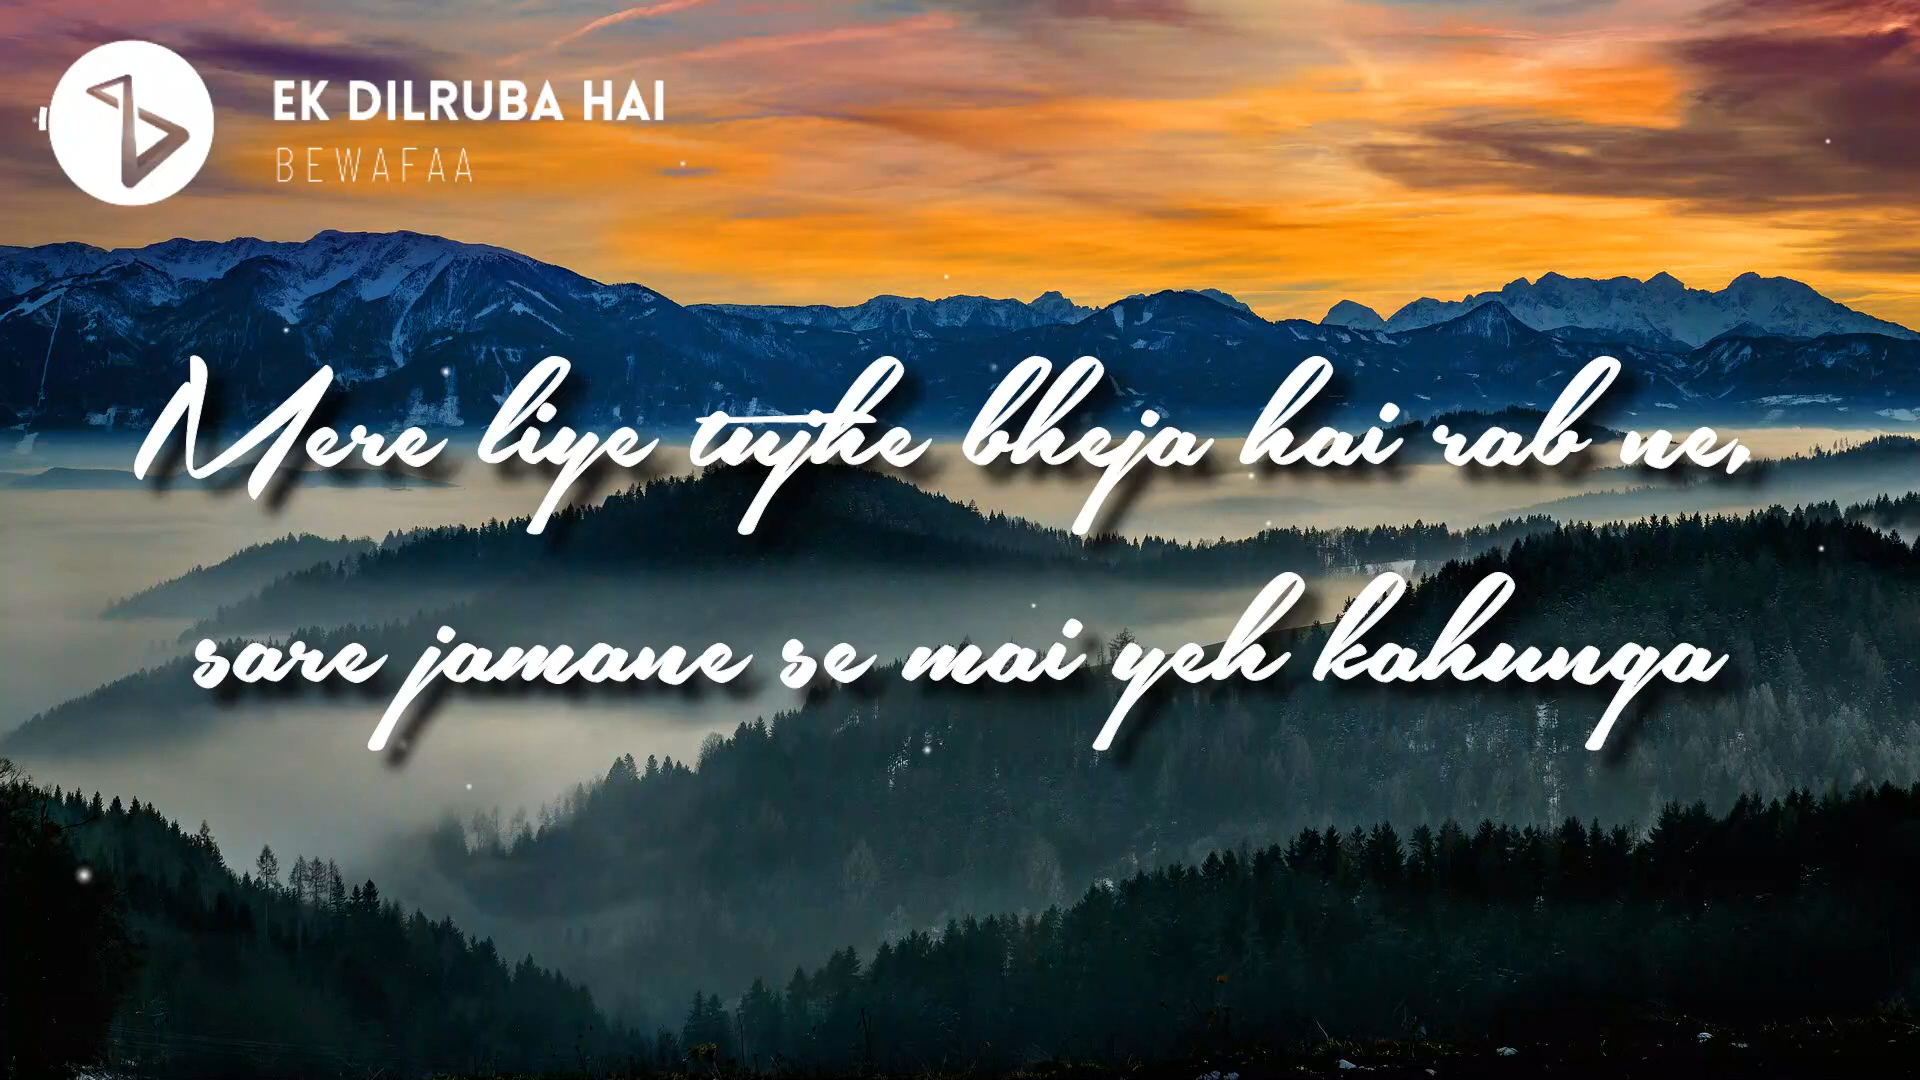 EK DILRUBA HAI
BEWAFAA
Mere liye tujhe bheja hai rab ne,
sare jamane se mai yeh kahunga